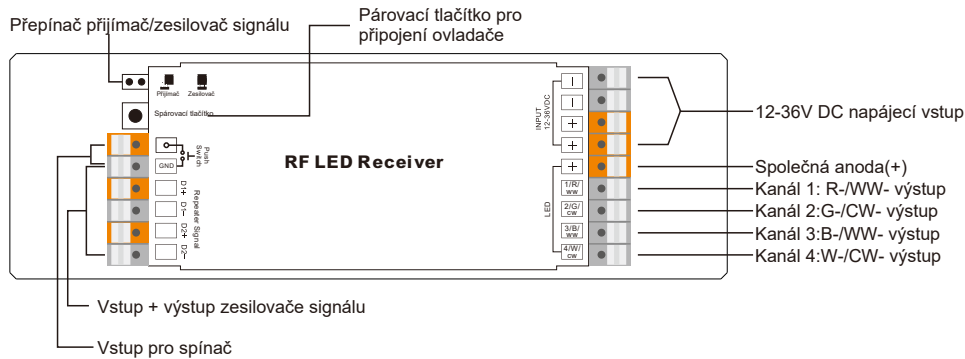 Přepínač přijímač/zesilovač signálu
Párovací tlačítko pro
připojení ovladače
Přijímač
Zesilovač
Spárovací tlačítko
Push
Switch
GND
D1+
D1-
D2+
D2-
Repeater Signal
RF LED Receiver
INPUT
12-36VDC
LED
1/R/
WW
2/G/
CW
3/B/
WW
4/W/
CW
12-36V DC napájecí vstup
Společná anoda(+)
Kanál 1: R-/WW- výstup
Kanál 2:G-/CW- výstup
Kanál 3:B-/WW- výstup
Kanál 4:W-/CW- výstup
Vstup + výstup zesilovače signálu
Vstup pro spínač